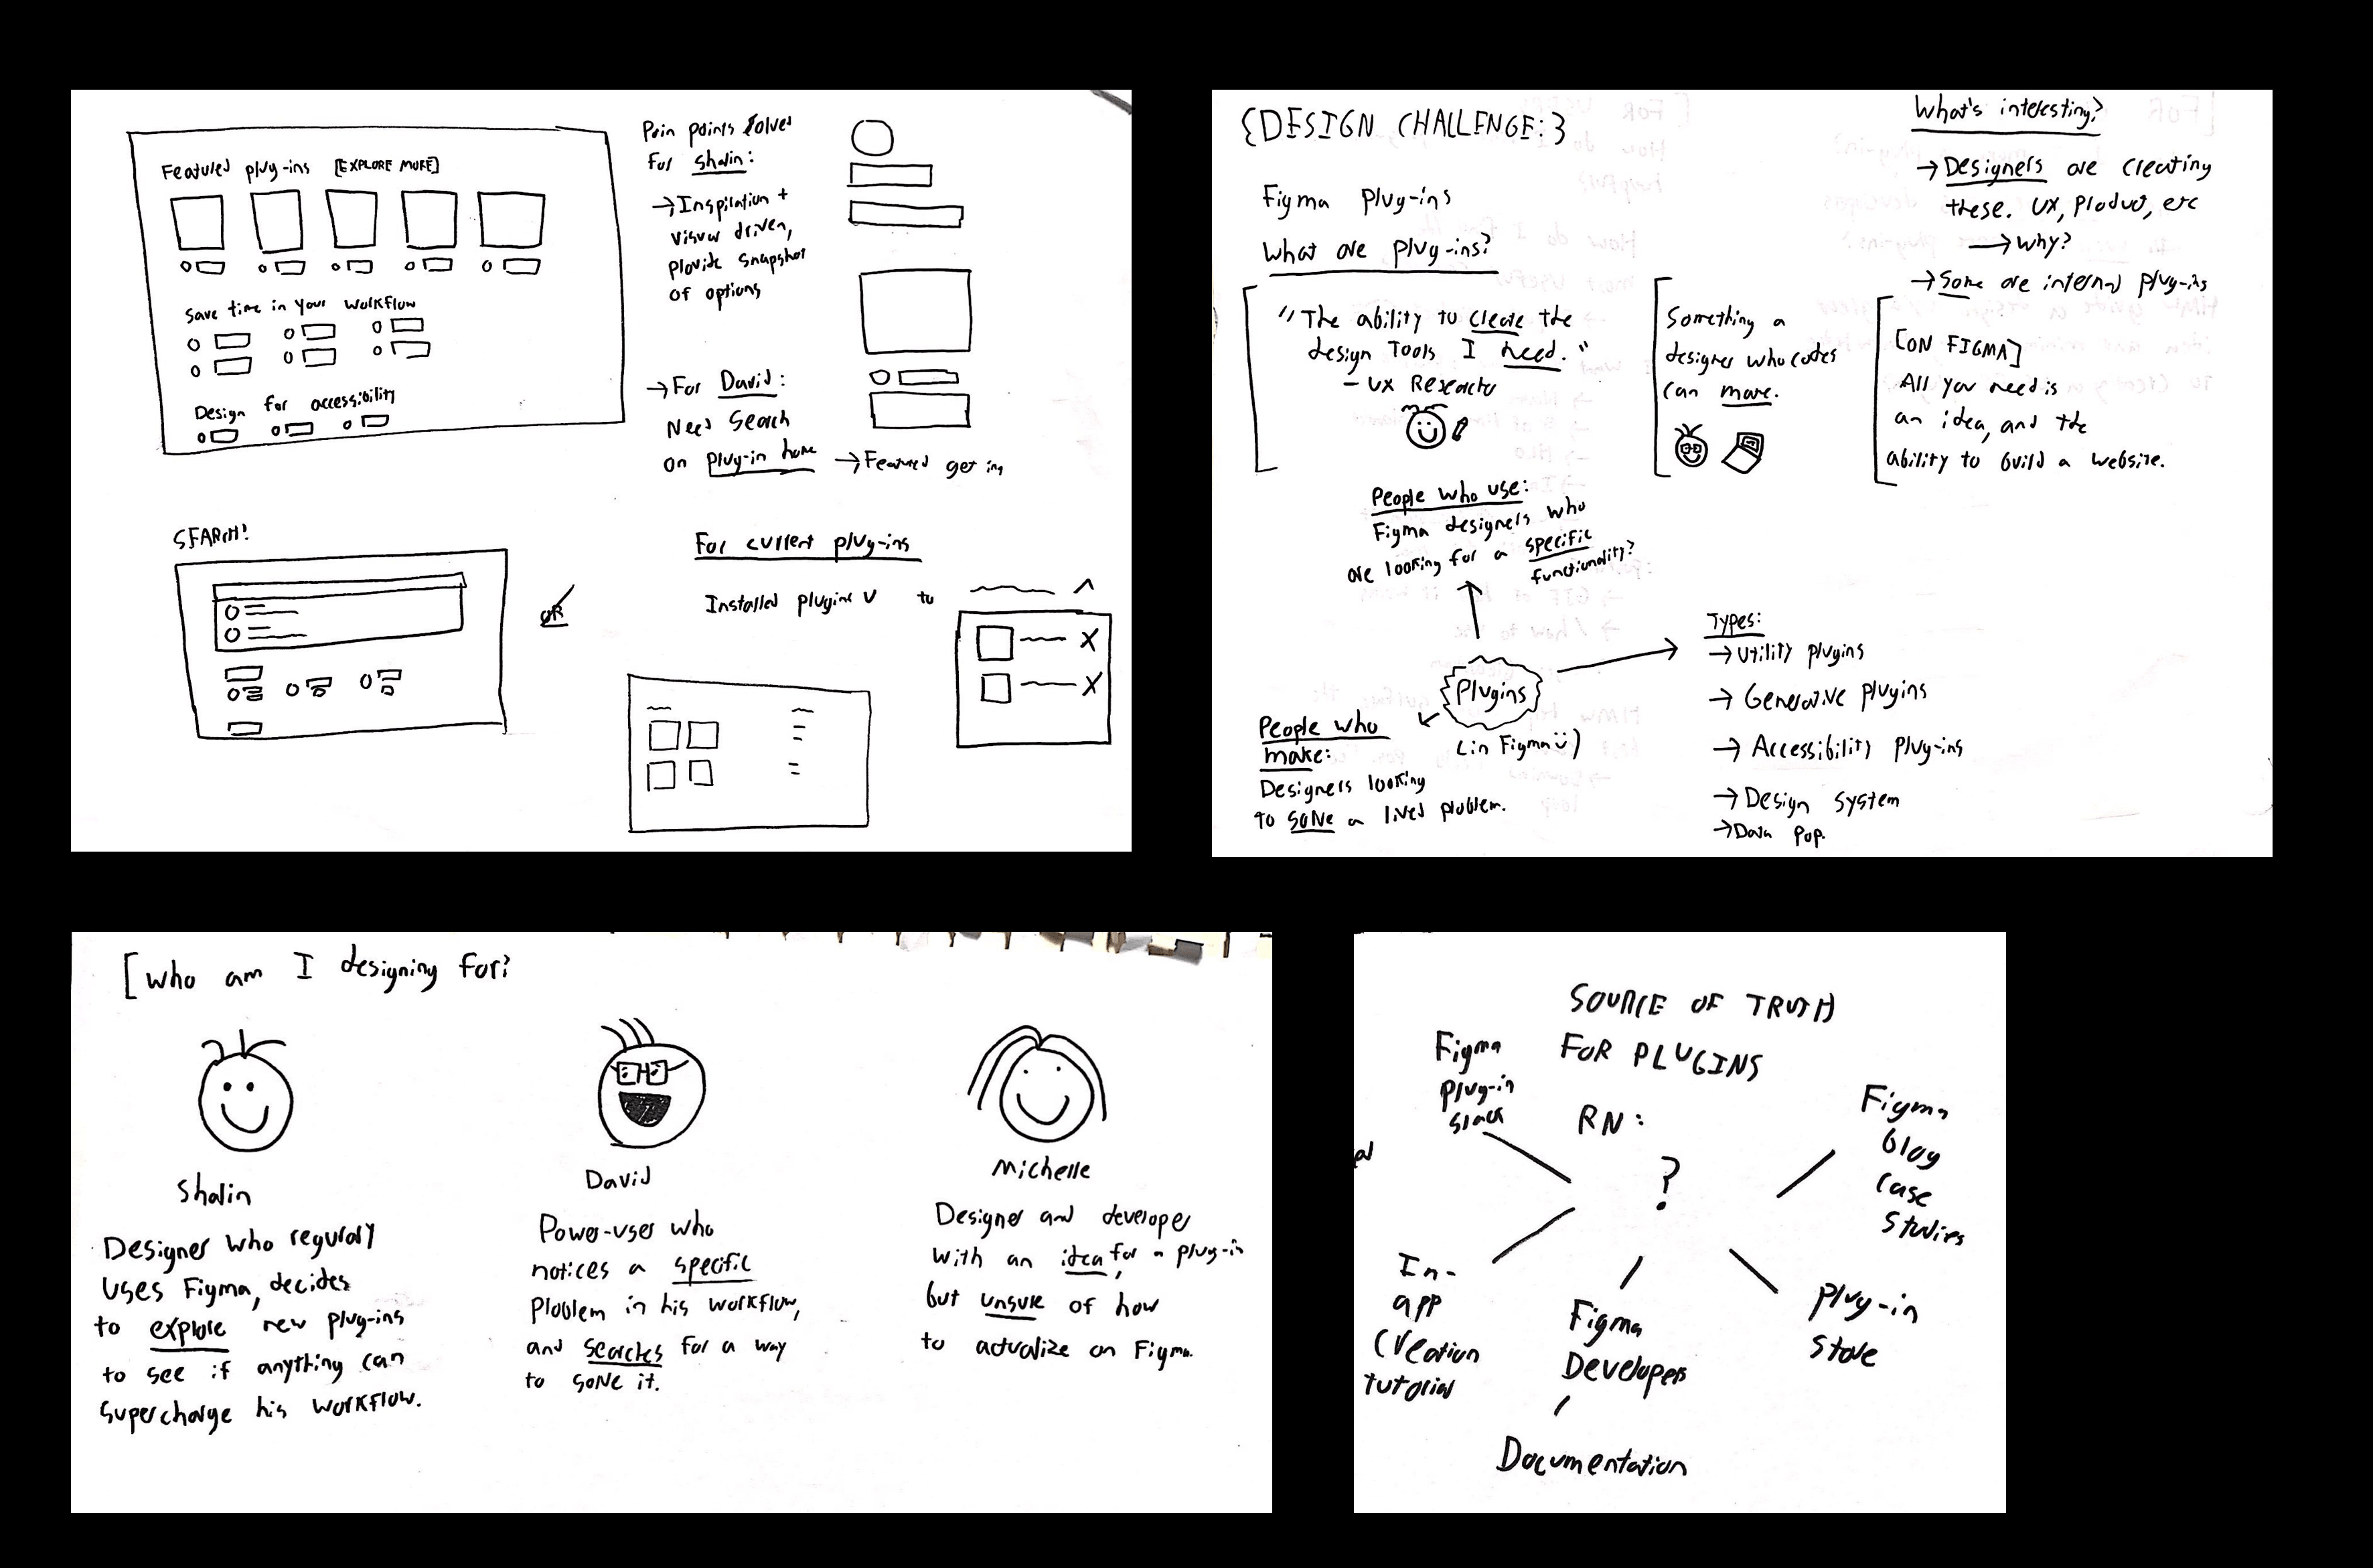 Featured plug-ins [EXPLORE MORE]
Save time in your workflow
Design for accessibility
Pain points solved
for Shalin:
→ Inspiration +
visual driven,
provide snapshot
of options
→ For David:
Need Search
on plug-in home → Featured get
SEARCH!
OR
For current plug-ins
Installed plugins V to
X
X
{DESIGN CHALLENGE:}
Figma plug-ins
What are plug-ins?
"The ability to create the
design tools I need."
- UX Researcher
Something a
designer who codes
can make.
What's interesting?
→ Designers are creating
these. UX, product, etc
→ why?
→ Some are internal plug-ins
[ON FIGMA]
All you need is
an idea, and the
ability to build a website.
People who use:
Figma designers who
are looking for a specific
functionality?
Plugins
(in Figma ü)
People who
make:
Designers looking
to solve a lived problem.
Types:
→ Utility plugins
→ Generative plugins
→ Accessibility plug-ins
→ Design system
→ Data pop.
[Who am I designing for?
Shalin
Designer who regularly
uses Figma, decides
to explore new plug-ins
to see if anything can
supercharge his workflow.
David
Power-user who
notices a specific
problem in his workflow,
and searches for a way
to solve it.
Michelle
Designer and developer
with an idea for a plug-in,
but unsure of how
to actualize on Figma.
SOURCE OF TRUTH
FOR PLUGINS
RN:
?
Figma
plug-in
slack
Figma
blog
case
studies
In-
app
creation
tutorial
Figma
Developers
Documentation
plug-in
store